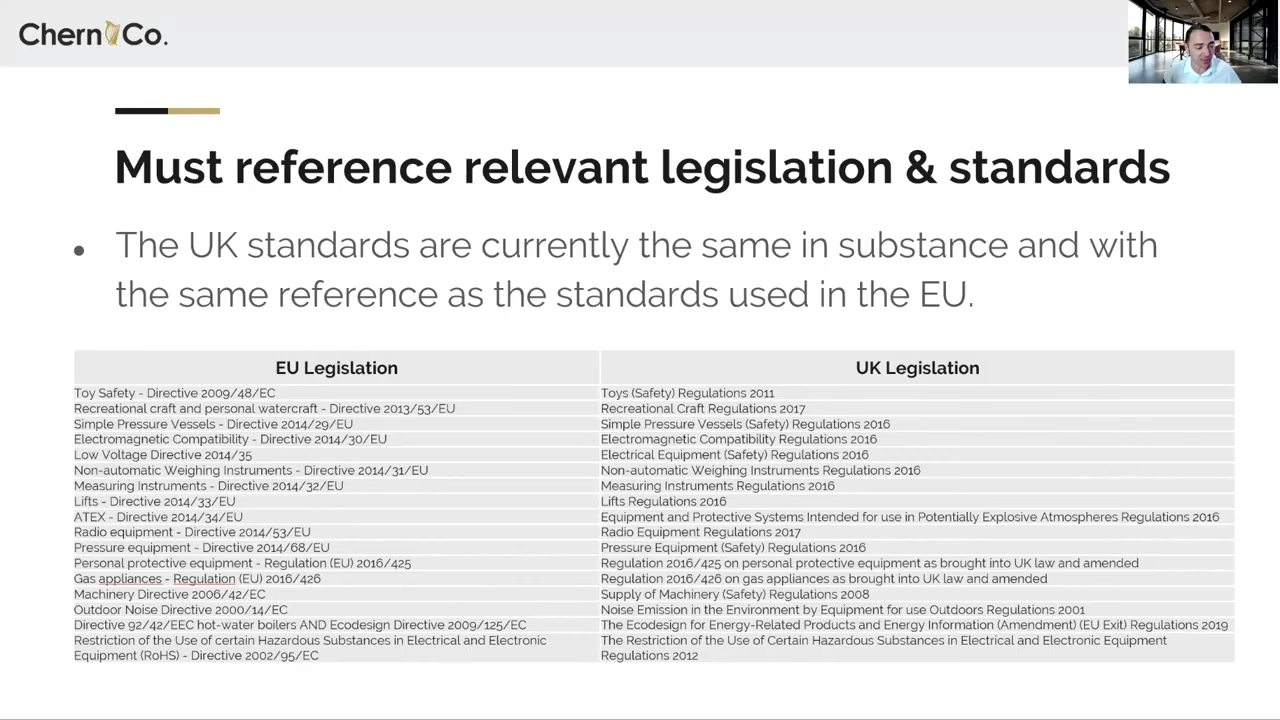 Chern Co.
Must reference relevant legislation & standards
• The UK standards are currently the same in substance and with
the same reference as the standards used in the EU.
EU Legislation UK Legislation
Toy Safety - Directive 2009/48/EC Toys (Safety) Regulations 2011
Recreational craft and personal watercraft - Directive 2013/53/EU Recreational Craft Regulations 2017
Simple Pressure Vessels - Directive 2014/29/EU Simple Pressure Vessels (Safety) Regulations 2016
Electromagnetic Compatibility - Directive 2014/30/EU Electromagnetic Compatibility Regulations 2016
Low Voltage Directive 2014/35 Electrical Equipment (Safety) Regulations 2016
Non-automatic Weighing Instruments - Directive 2014/31/EU Non-automatic Weighing Instruments Regulations 2016
Measuring Instruments - Directive 2014/32/EU Measuring Instruments Regulations 2016
Lifts - Directive 2014/33/EU Lifts Regulations 2016
ATEX - Directive 2014/34/EU Equipment and Protective Systems Intended for use in Potentially Explosive Atmospheres Regulations 2016
Radio equipment - Directive 2014/53/EU Radio Equipment Regulations 2017
Pressure equipment - Directive 2014/68/EU Pressure Equipment (Safety) Regulations 2016
Personal protective equipment - Regulation (EU) 2016/425 Regulation 2016/425 on personal protective equipment as brought into UK law and amended
Gas appliances - Regulation (EU) 2016/426 Regulation 2016/426 on gas appliances as brought into UK law and amended
Machinery Directive 2006/42/EC Supply of Machinery (Safety) Regulations 2008
Outdoor Noise Directive 2000/14/EC Noise Emission in the Environment by Equipment for use Outdoors Regulations 2001
Directive 92/42/EEC hot-water boilers AND Ecodesign Directive 2009/125/EC The Ecodesign for Energy-Related Products and Energy Information (Amendment) (EU Exit) Regulations 2019
Restriction of the Use of certain Hazardous Substances in Electrical and Electronic The Restriction of the Use of Certain Hazardous Substances in Electrical and Electronic Equipment
Equipment (RoHS) - Directive 2002/95/EC Regulations 2012